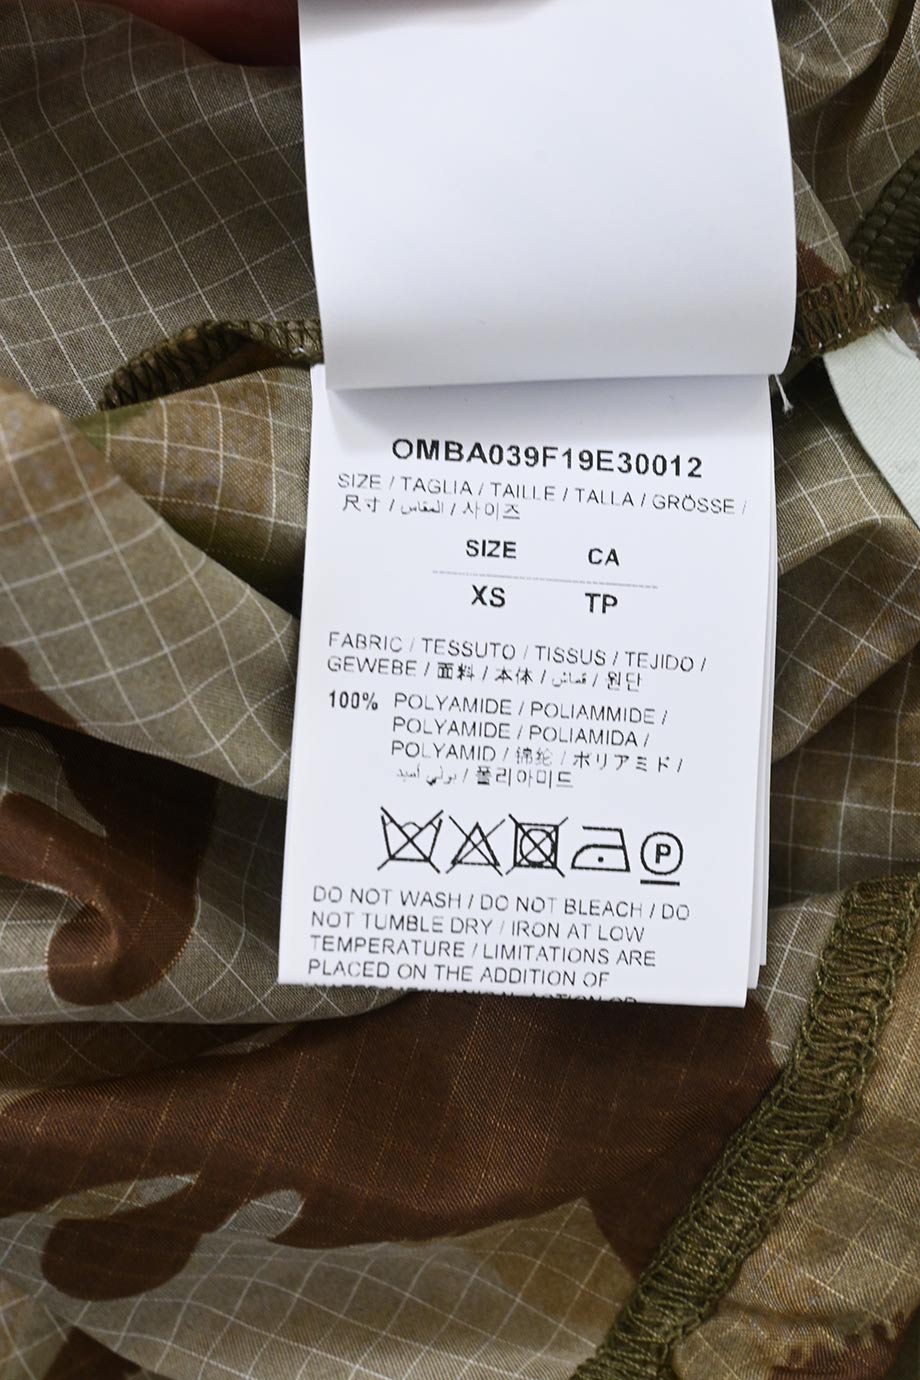 OMBA039F19E30012
SIZE / TAGLIA / TAILLE / TALLA / GRÖSSE /
尺寸 / المقاس / 사이즈
SIZE CA
XS TP
FABRIC / TESSUTO / TISSUS / TEJIDO /
GEWEBE / 面料 / 本体 / قماش / 원단
100% POLYAMIDE / POLIAMMIDE /
POLYAMIDE / POLIAMIDA /
POLYAMID / 锦纶 / ポリアミド /
بولي أميد / 폴리아미드
P
DO NOT WASH / DO NOT BLEACH / DO
NOT TUMBLE DRY / IRON AT LOW
TEMPERATURE / LIMITATIONS ARE
PLACED ON THE ADDITION OF